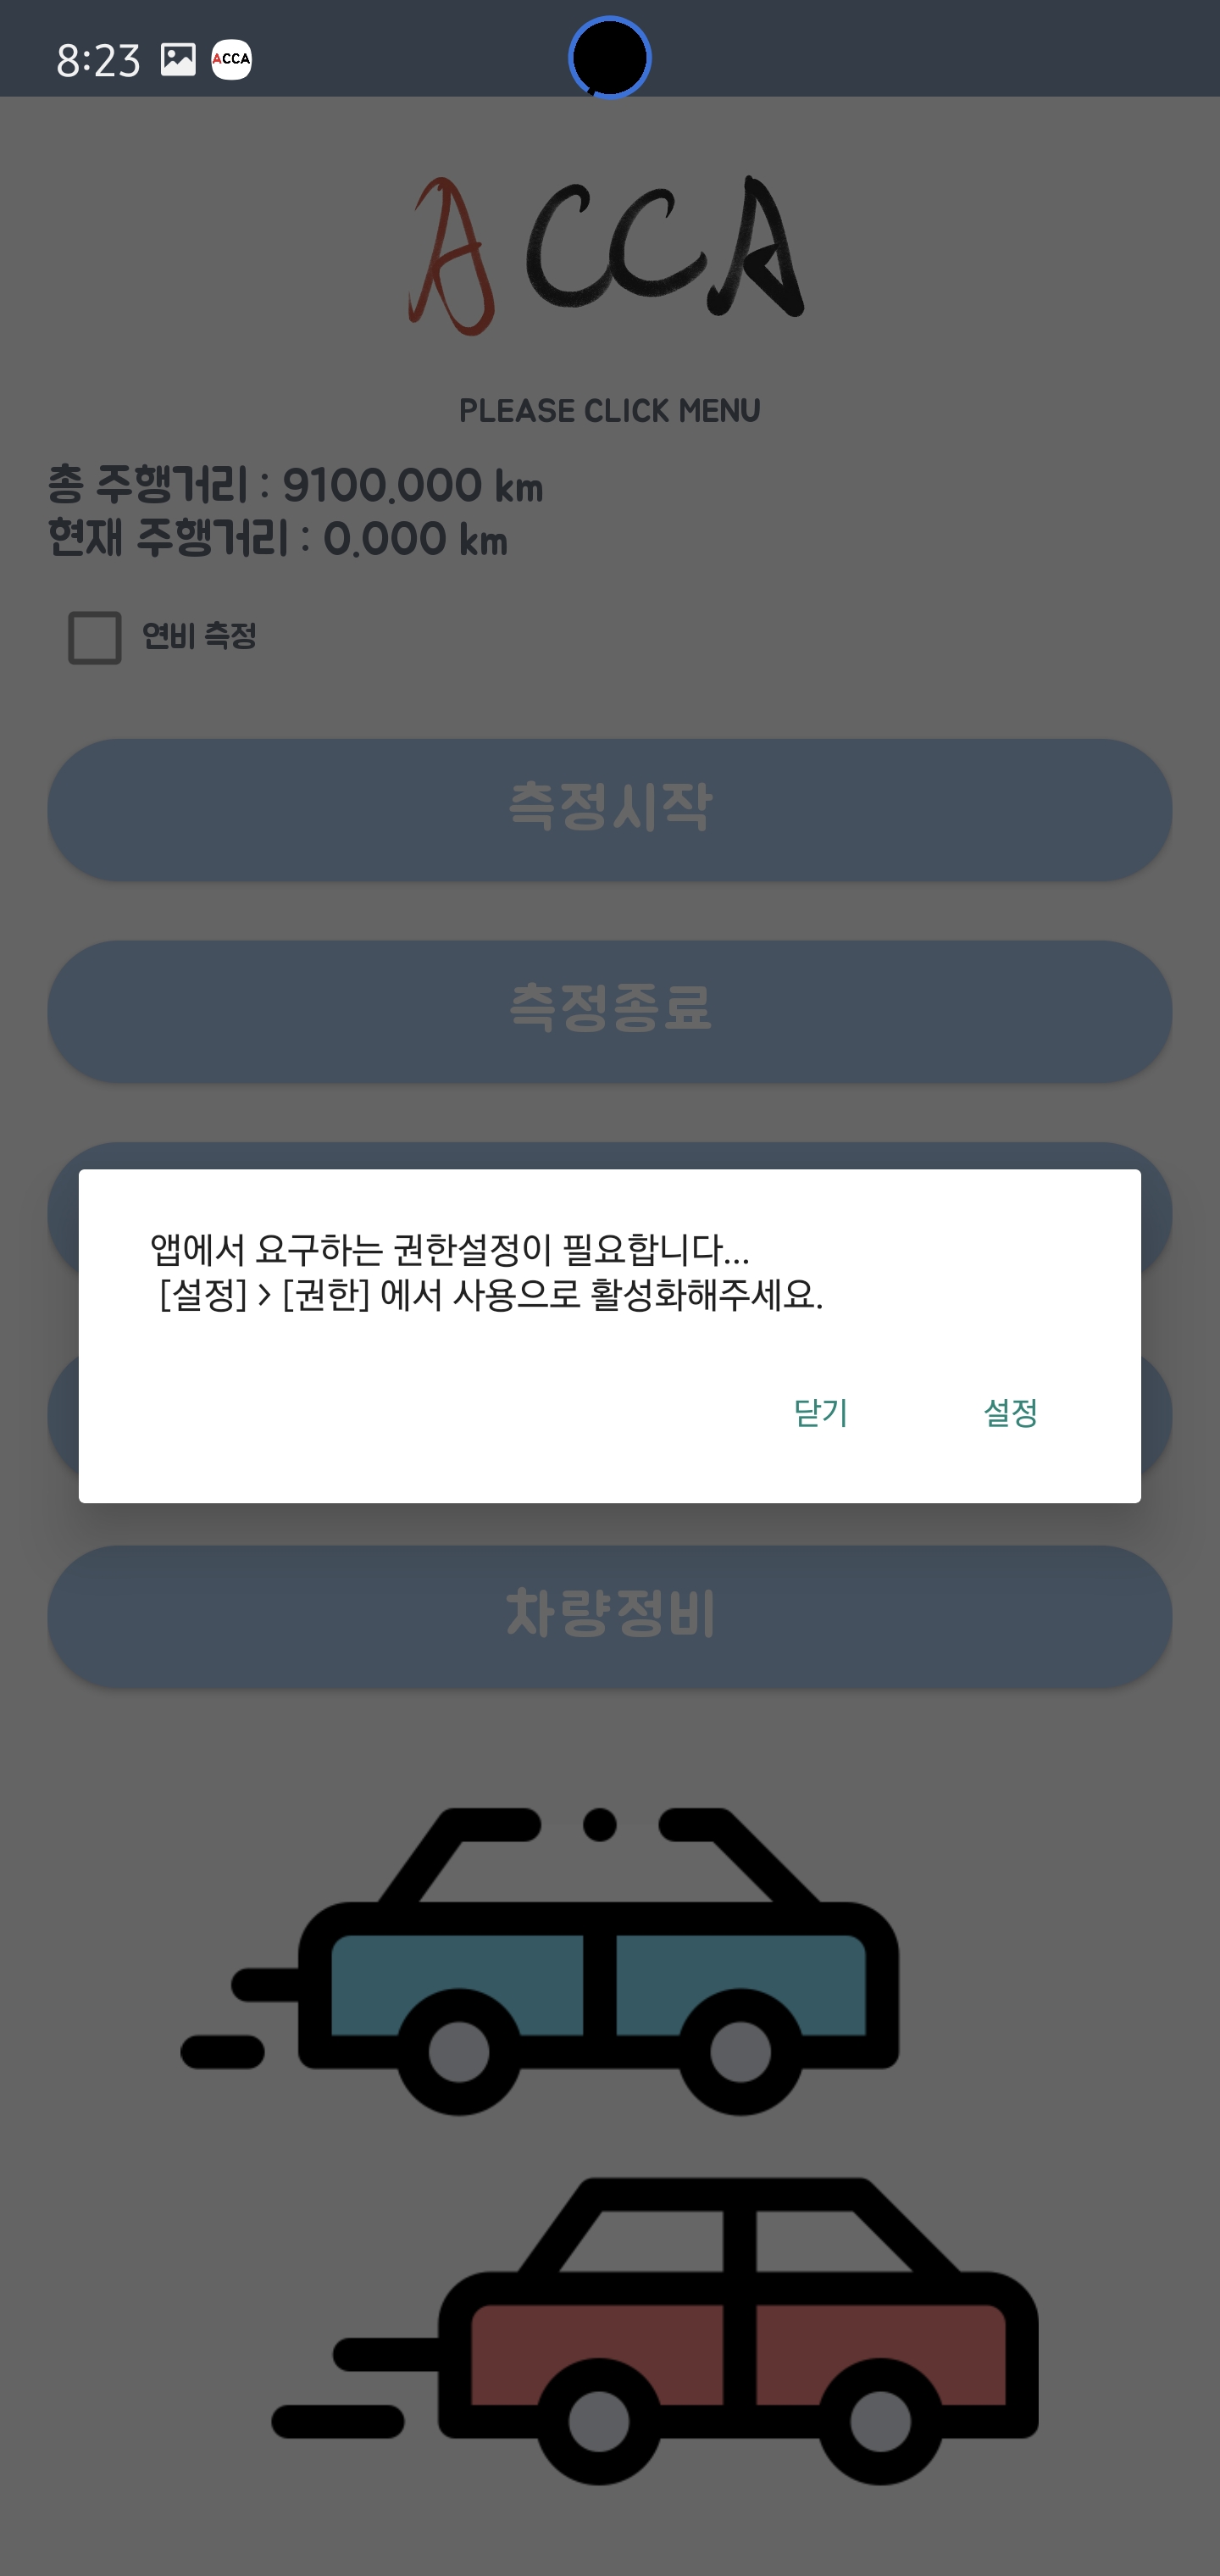 8:23 ACCA
ACCA
PLEASE CLICK MENU
총 주행거리 : 9100.000 km
현재 주행거리 : 0.000 km
연비 측정
측정시작
측정종료
앱에서 요구하는 권한설정이 필요합니다...
[설정] > [권한] 에서 사용으로 활성화해주세요.
닫기 설정
차량정비